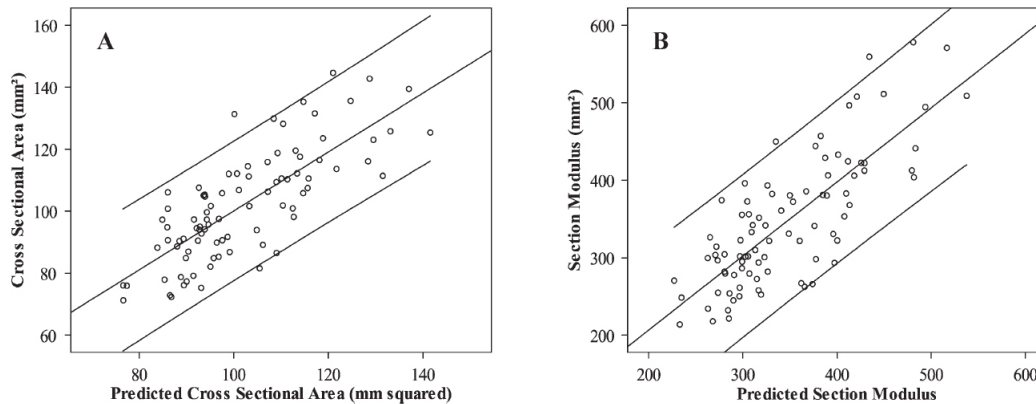 A
Cross Sectional Area (mm²)
160
140
120
100
80
60
80 100 120 140
Predicted Cross Sectional Area (mm squared)
B
Section Modulus (mm²)
600
500
400
300
200
200 300 400 500 600
Predicted Section Modulus